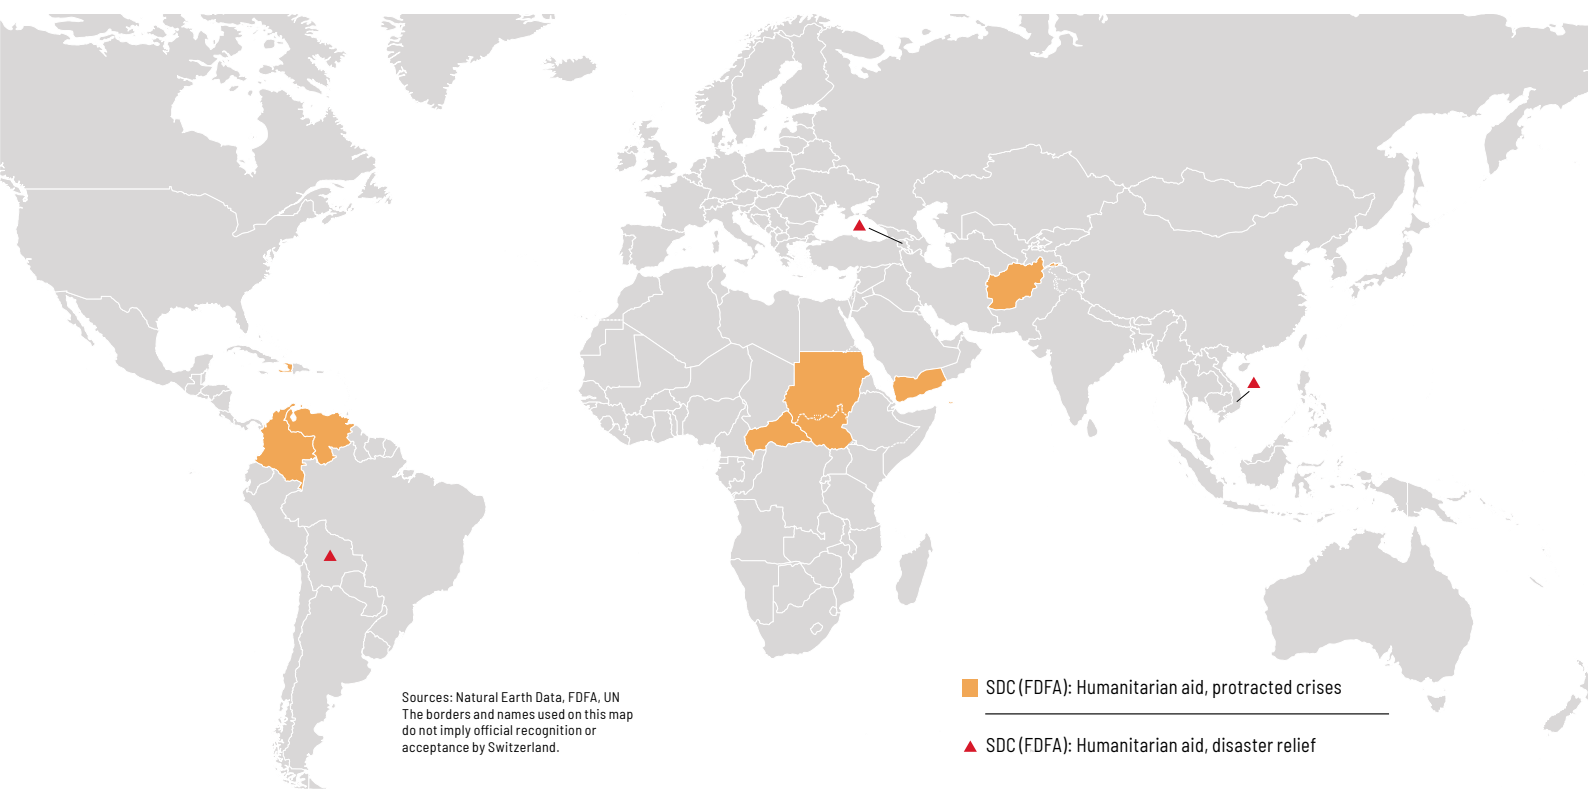 Sources: Natural Earth Data, FDFA, UN
The borders and names used on this map
do not imply official recognition or
acceptance by Switzerland.
SDC (FDFA): Humanitarian aid, protracted crises
SDC (FDFA): Humanitarian aid, disaster relief